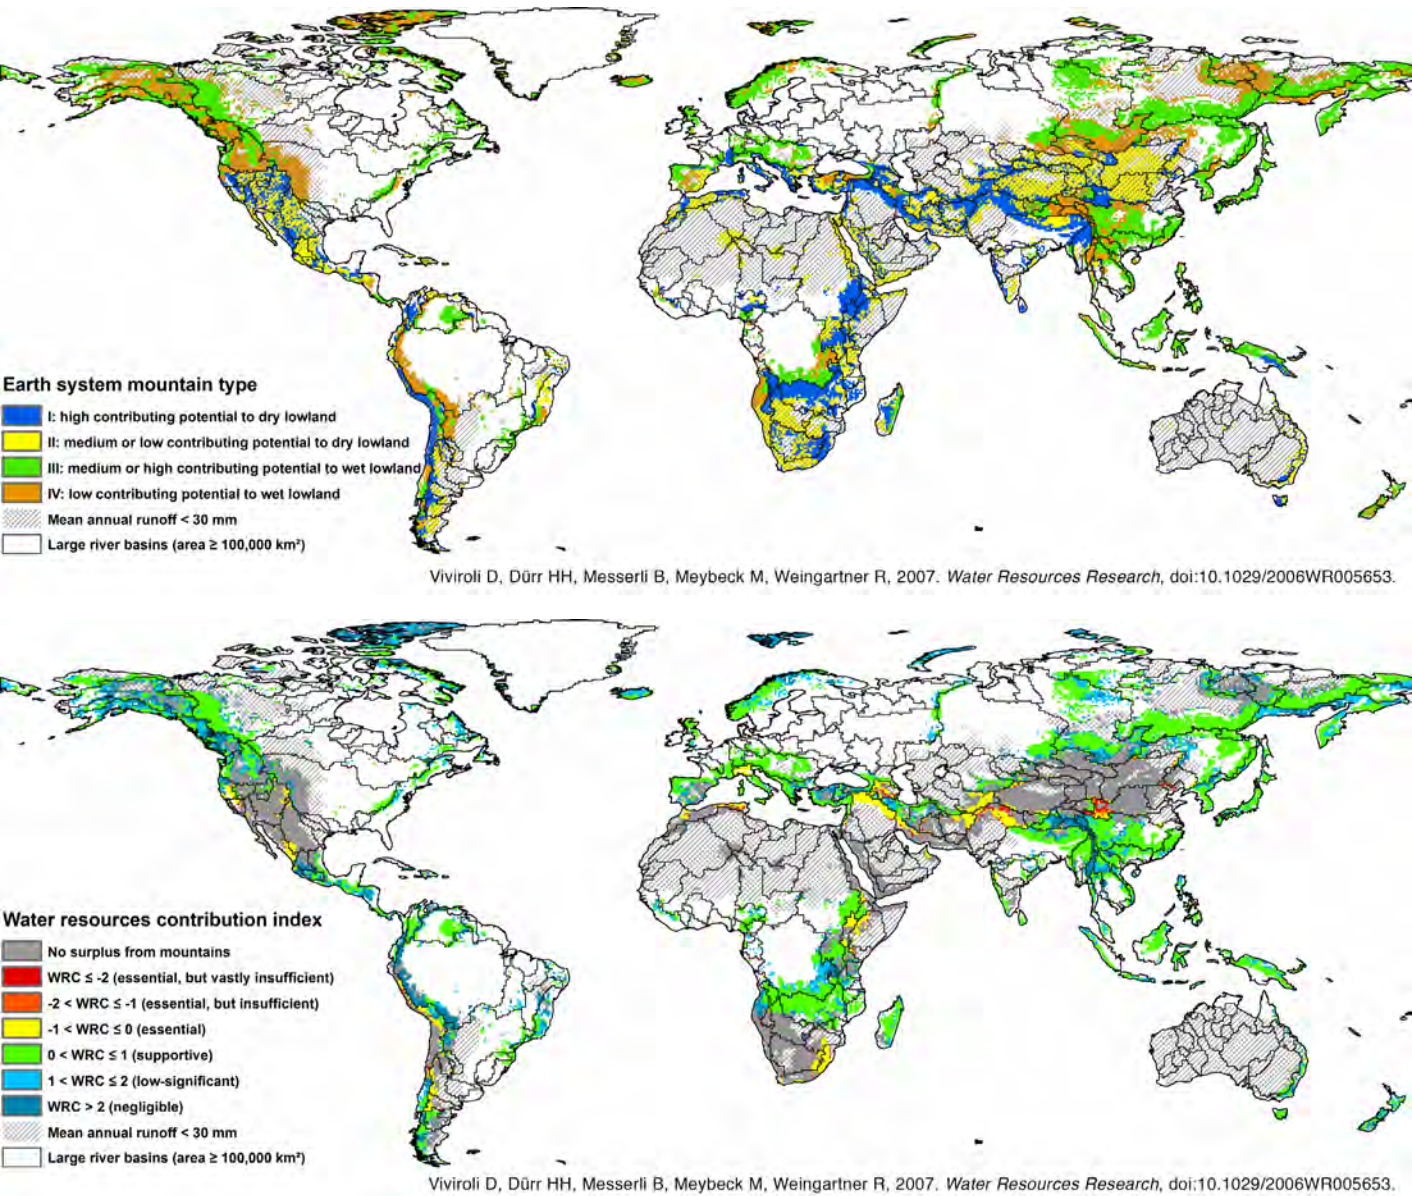 Earth system mountain type
I: high contributing potential to dry lowland
II: medium or low contributing potential to dry lowland
III: medium or high contributing potential to wet lowland
IV: low contributing potential to wet lowland
Mean annual runoff < 30 mm
Large river basins (area ≥ 100,000 km²)
Viviroli D, Dürr HH, Messerli B, Meybeck M, Weingartner R, 2007. Water Resources Research, doi:10.1029/2006WR005653.
Water resources contribution index
No surplus from mountains
WRC ≤ -2 (essential, but vastly insufficient)
-2 < WRC ≤ -1 (essential, but insufficient)
-1 < WRC ≤ 0 (essential)
0 < WRC ≤ 1 (supportive)
1 < WRC ≤ 2 (low-significant)
WRC > 2 (negligible)
Mean annual runoff < 30 mm
Large river basins (area ≥ 100,000 km²)
Viviroli D, Dürr HH, Messerli B, Meybeck M, Weingartner R, 2007. Water Resources Research, doi:10.1029/2006WR005653.